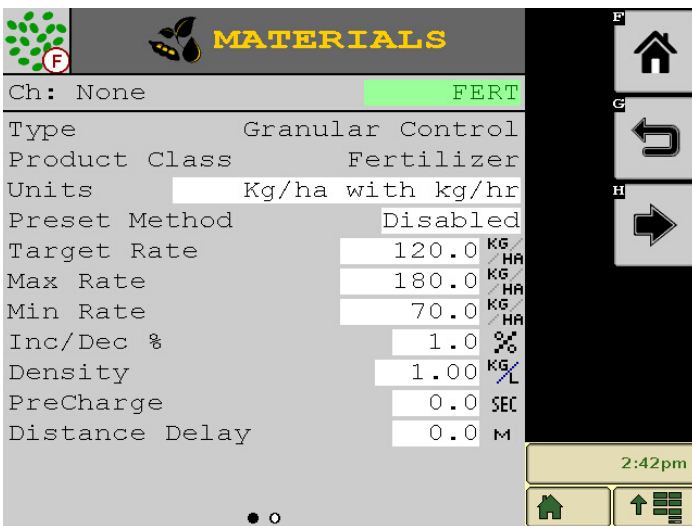 MATERIALS
F
F
Ch: None FERT
G
Type Granular Control
Product Class Fertilizer
Units Kg/ha with kg/hr
H
Preset Method Disabled
Target Rate 120.0 KG/HA
Max Rate 180.0 KG/HA
Min Rate 70.0 KG/HA
Inc/Dec % 1.0 %
Density 1.00 KG/L
PreCharge 0.0 SEC
Distance Delay 0.0 M
2:42pm